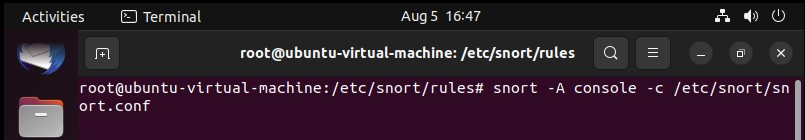 Activities Terminal Aug 5 16:47
root@ubuntu-virtual-machine: /etc/snort/rules
root@ubuntu-virtual-machine:/etc/snort/rules# snort -A console -c /etc/snort/sn
ort.conf